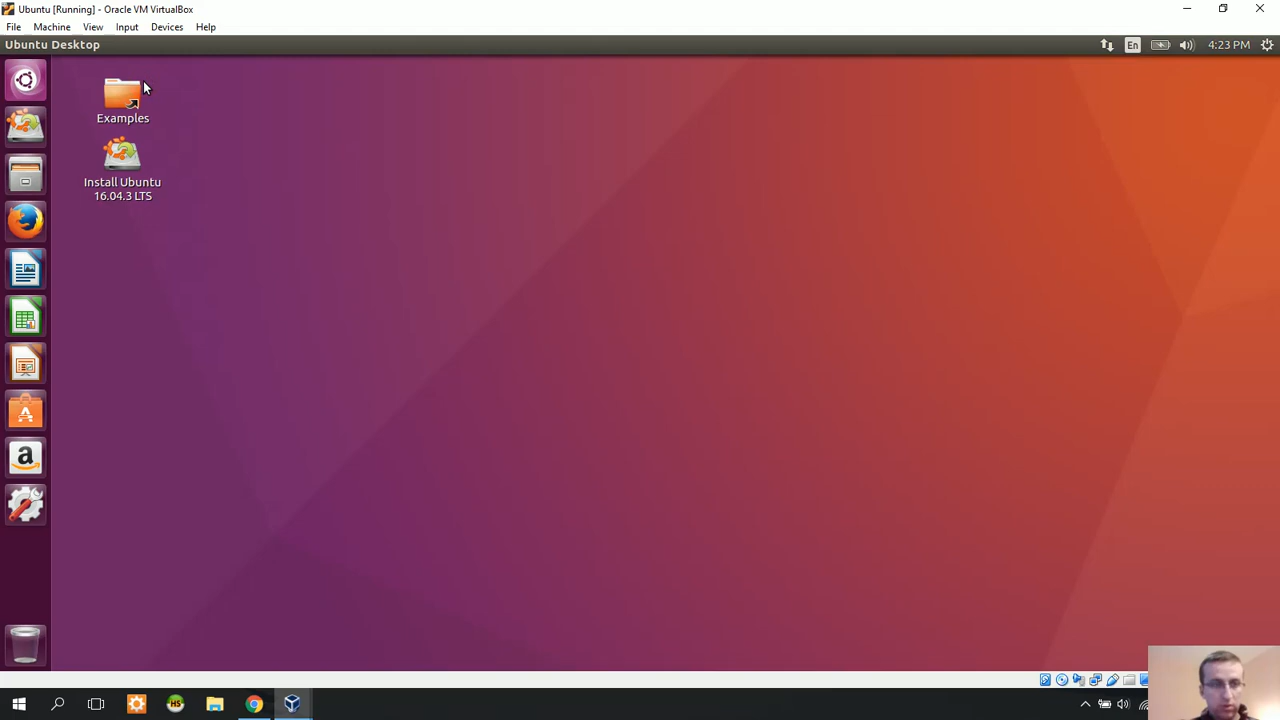 Ubuntu [Running] - Oracle VM VirtualBox
File Machine View Input Devices Help
Ubuntu Desktop
En
4:23 PM
Examples
Install Ubuntu
16.04.3 LTS
a
HS